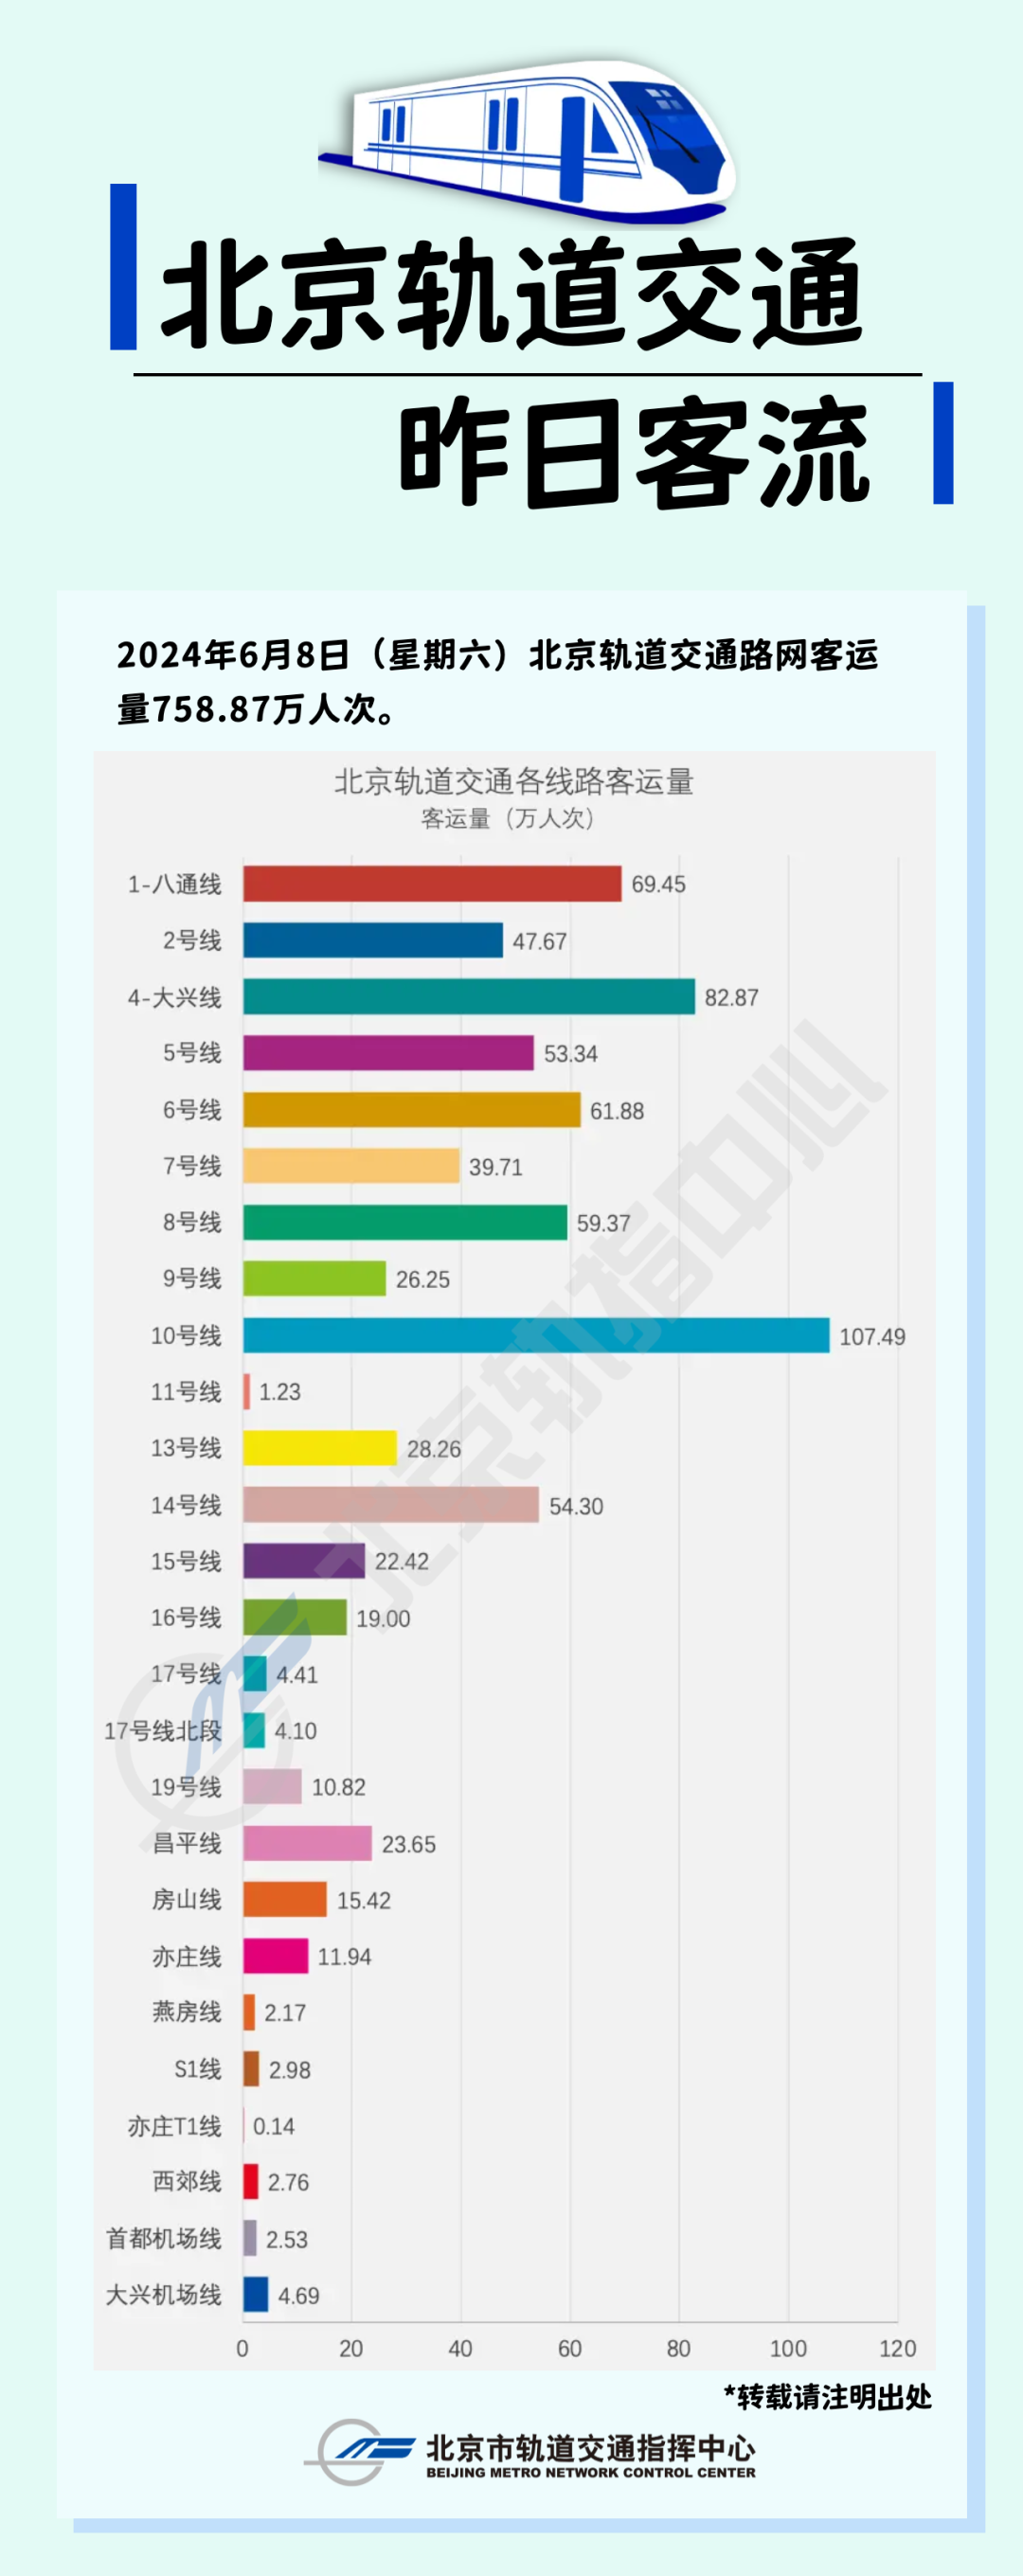 北京轨道交通
昨日客流
2024年6月8日（星期六）北京轨道交通路网客运
量758.87万人次。
北京轨道交通各线路客运量
客运量（万人次）
1-八通线 69.45
2号线 47.67
4-大兴线 82.87
5号线 53.34
6号线 61.88
7号线 39.71
8号线 59.37
9号线 26.25
10号线 107.49
11号线 1.23
13号线 28.26
14号线 54.30
15号线 22.42
16号线 19.00
17号线 4.41
17号线北段 4.10
19号线 10.82
昌平线 23.65
房山线 15.42
亦庄线 11.94
燕房线 2.17
S1线 2.98
亦庄T1线 0.14
西郊线 2.76
首都机场线 2.53
大兴机场线 4.69
0 20 40 60 80 100 120
北京轨指中心
*转载请注明出处
北京市轨道交通指挥中心
BEIJING METRO NETWORK CONTROL CENTER